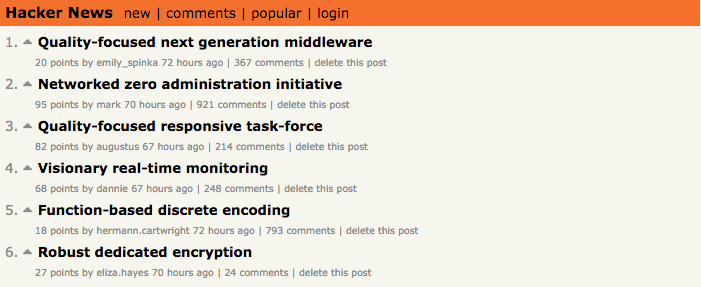 Hacker News new | comments | popular | login
1. Quality-focused next generation middleware
20 points by emily_spinka 72 hours ago | 367 comments | delete this post
2. Networked zero administration initiative
95 points by mark 70 hours ago | 921 comments | delete this post
3. Quality-focused responsive task-force
82 points by augustus 67 hours ago | 214 comments | delete this post
4. Visionary real-time monitoring
68 points by dannie 67 hours ago | 248 comments | delete this post
5. Function-based discrete encoding
18 points by hermann.cartwright 72 hours ago | 793 comments | delete this post
6. Robust dedicated encryption
27 points by eliza.hayes 70 hours ago | 24 comments | delete this post